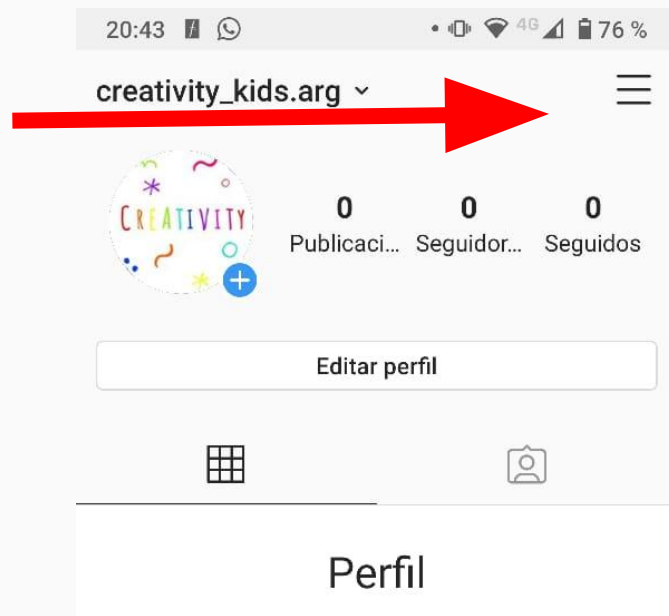 20:43 4G 76 %
creativity_kids.arg
CREATIVITY
0 0 0
Publicaci... Seguidor... Seguidos
Editar perfil
Perfil